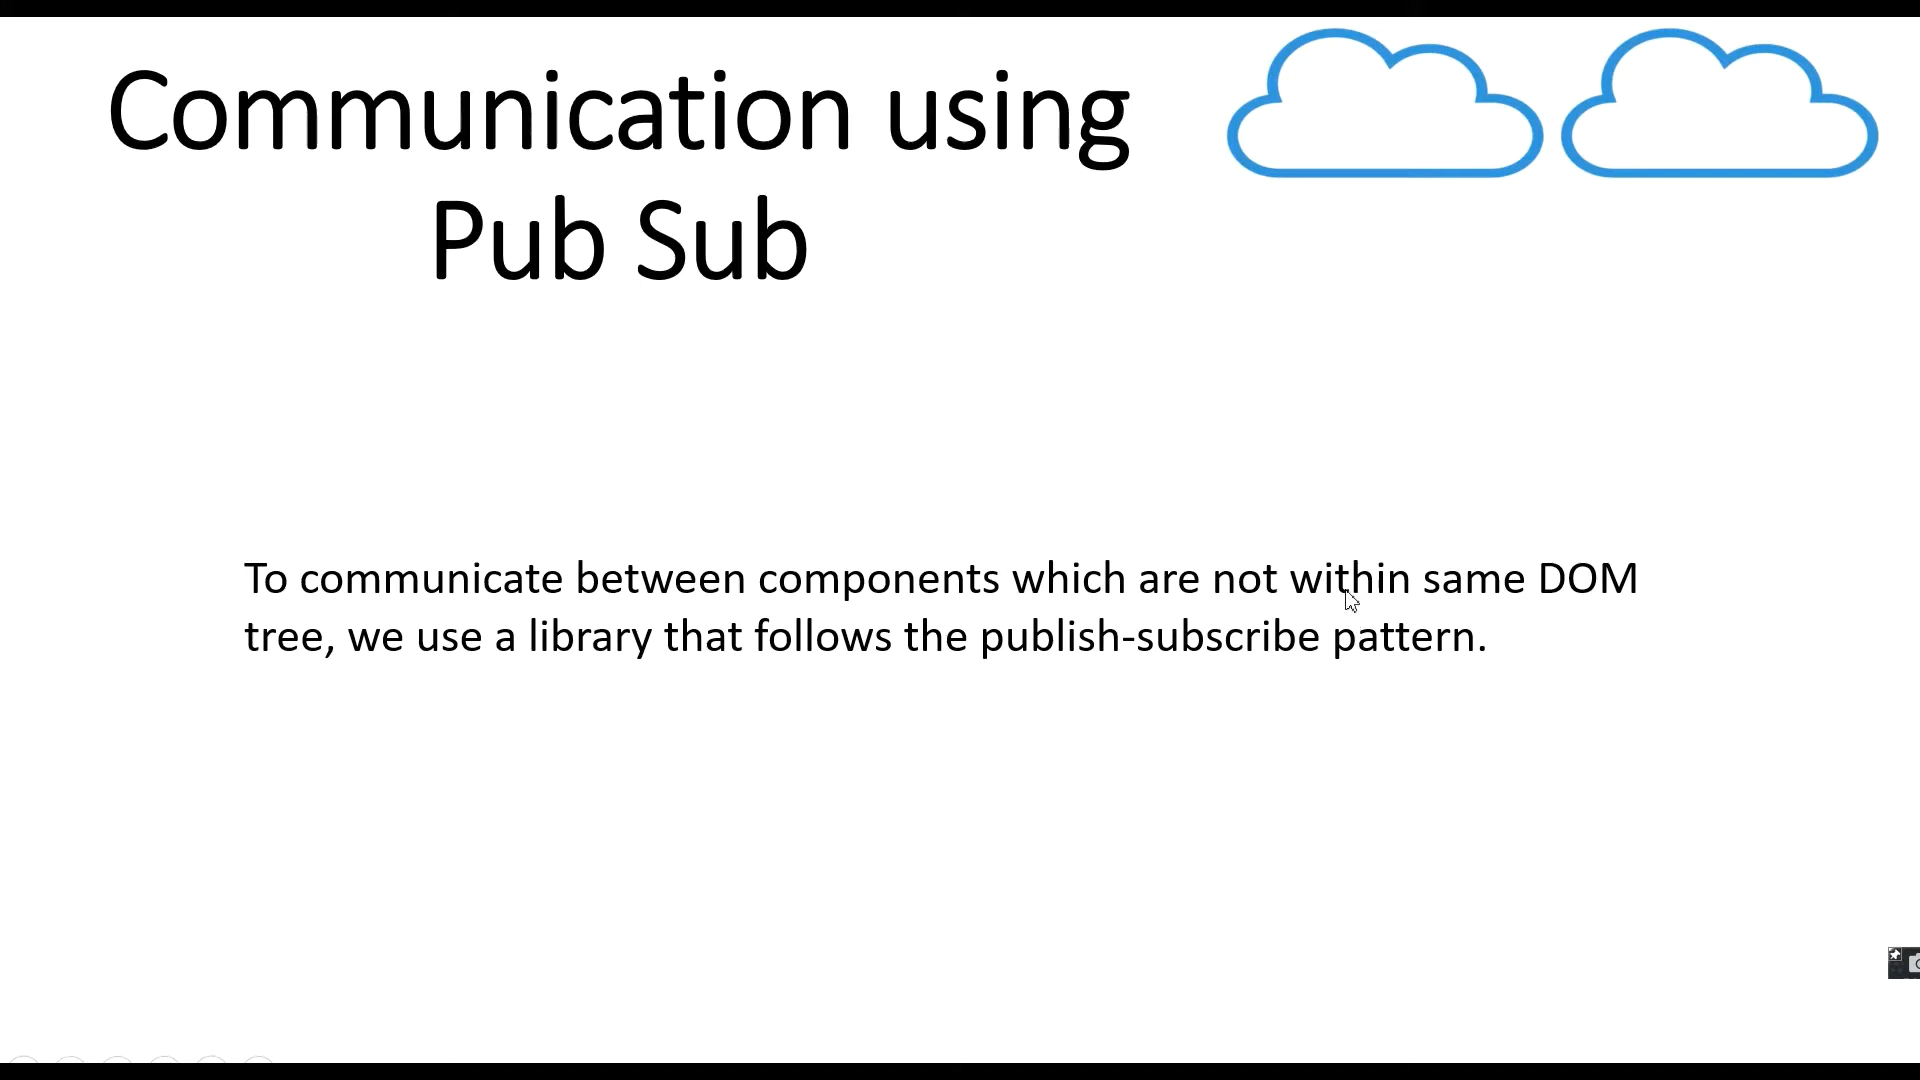 Communication using
Pub Sub
To communicate between components which are not within same DOM
tree, we use a library that follows the publish-subscribe pattern.